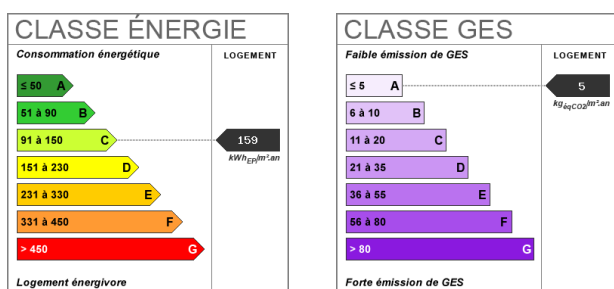 CLASSE ÉNERGIE
Consommation énergétique
LOGEMENT
≤ 50 A
51 à 90 B
91 à 150 C
159
kWhEP/m².an
151 à 230 D
231 à 330 E
331 à 450 F
> 450 G
Logement énergivore
CLASSE GES
Faible émission de GES
LOGEMENT
≤ 5 A
5
kgéqCO2/m².an
6 à 10 B
11 à 20 C
21 à 35 D
36 à 55 E
56 à 80 F
> 80 G
Forte émission de GES